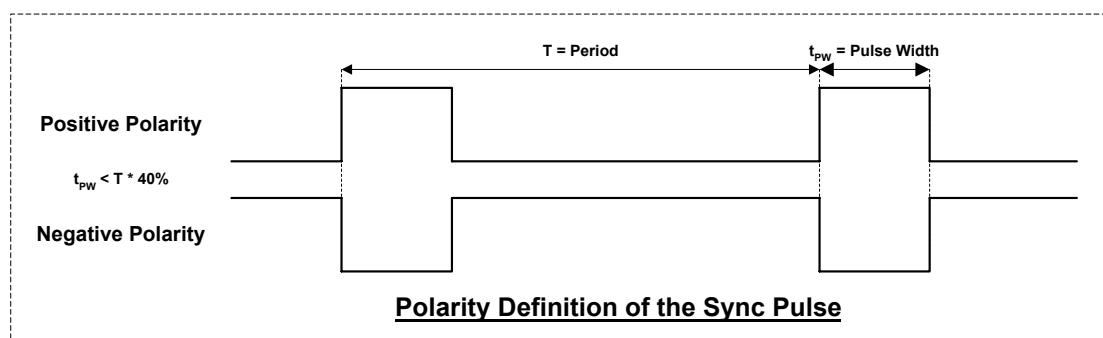 T = Period
tPW = Pulse Width
Positive Polarity
tPW < T * 40%
Negative Polarity
Polarity Definition of the Sync Pulse